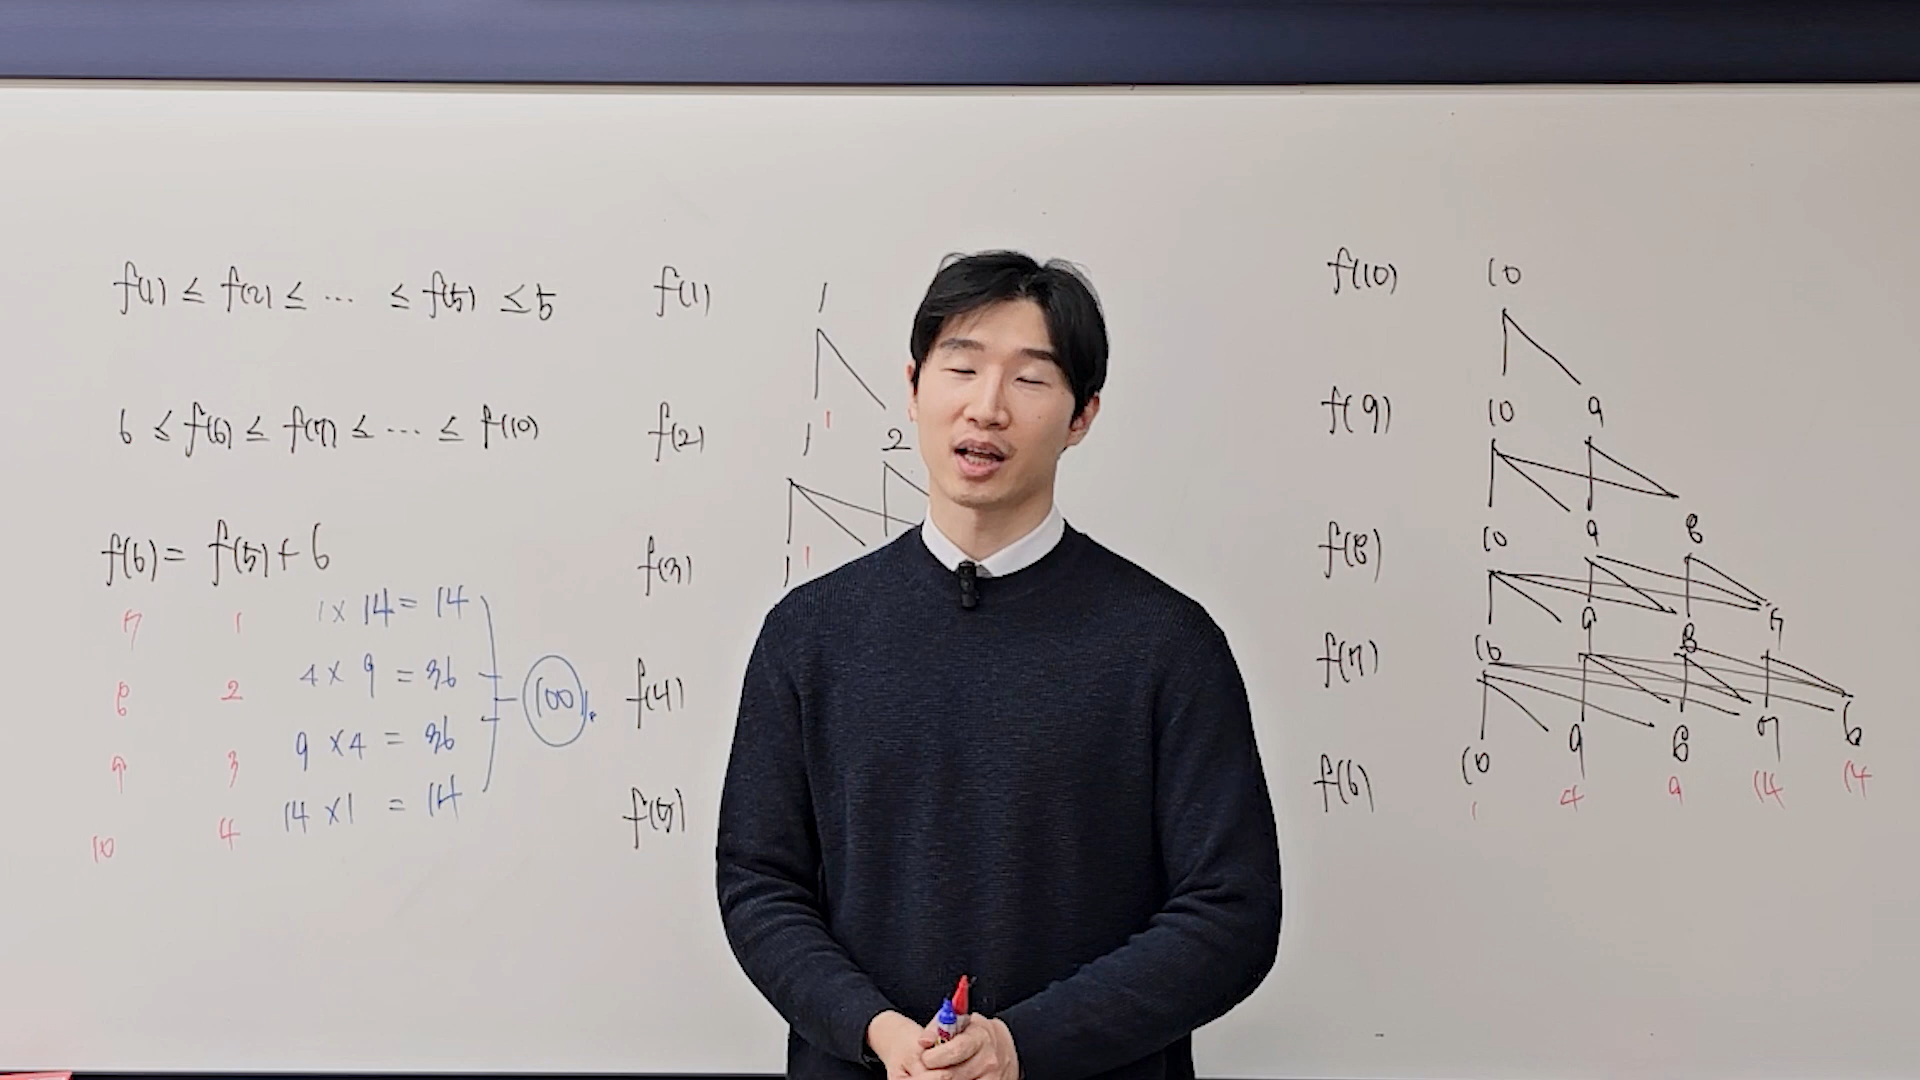 f(1) ≤ f(2) ≤ ... ≤ f(5) ≤ 5
6 ≤ f(6) ≤ f(7) ≤ ... ≤ f(10)
f(6) = f(5) + 6
7 1 1 × 14 = 14
8 2 4 × 9 = 36
9 3 9 × 4 = 36
10 4 14 × 1 = 14
100
f(1) 1
1
f(2) 1 2
1
f(3) 1
f(4)
f(5)
f(10) 10
f(9) 10 9
f(8) 10 9 8
f(7) 10 9 8 7
f(6) 10 9 8 7 6
1 4 9 14 14